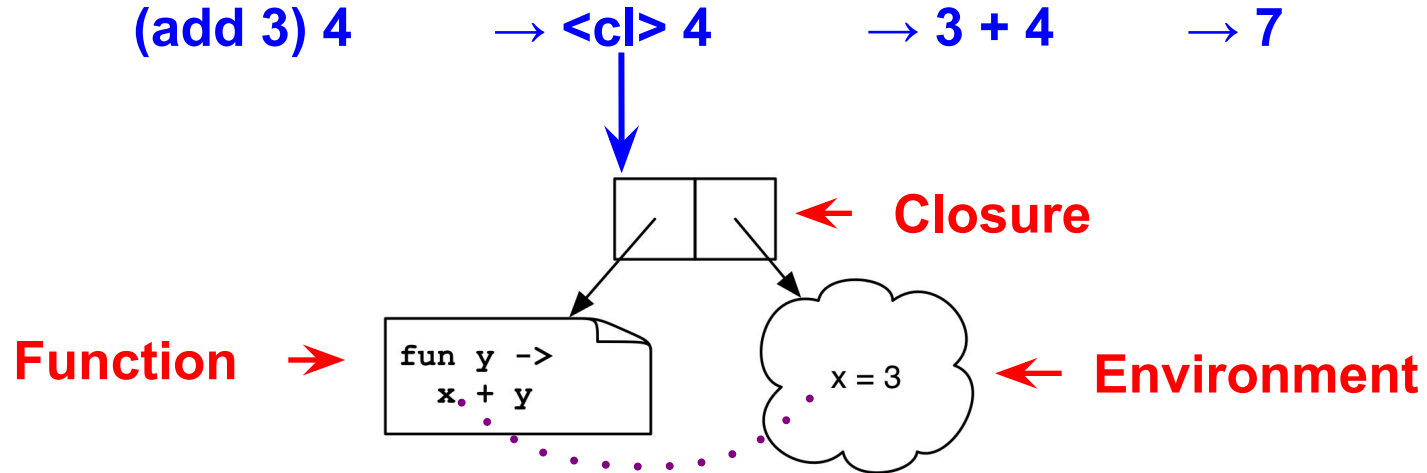 (add 3) 4 → <cl> 4 → 3 + 4 → 7
Closure
Function
fun y ->
x + y
x = 3
Environment